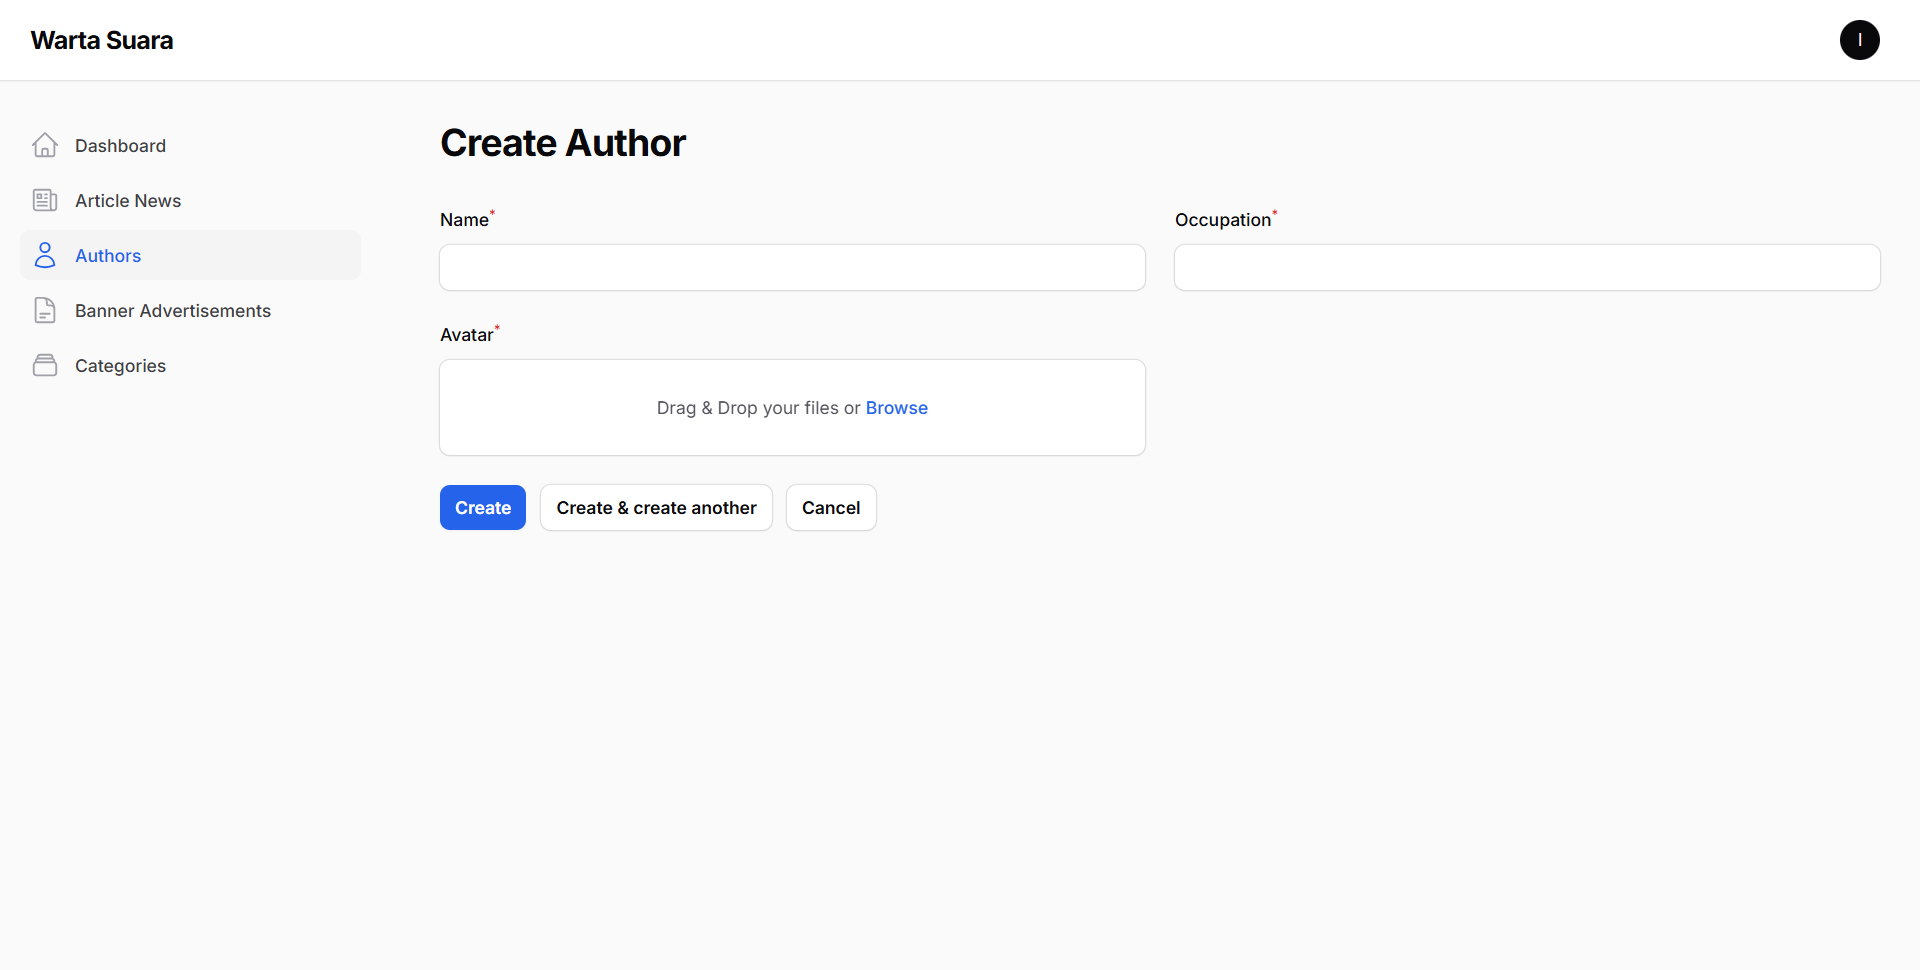 Warta Suara
I
Dashboard
Article News
Authors
Banner Advertisements
Categories
Create Author
Name*
Occupation*
Avatar*
Drag & Drop your files or Browse
Create
Create & create another
Cancel